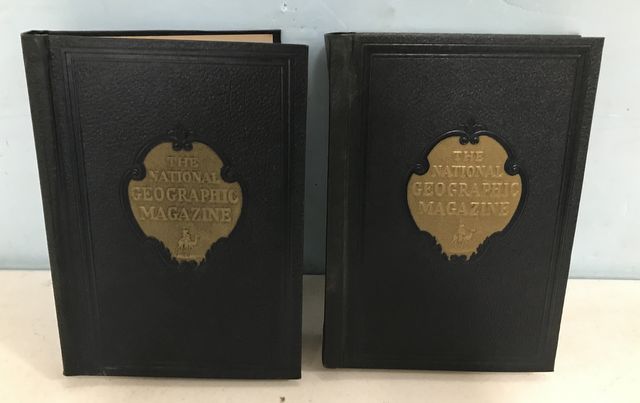 THE
NATIONAL
GEOGRAPHIC
MAGAZINE
THE
NATIONAL
GEOGRAPHIC
MAGAZINE